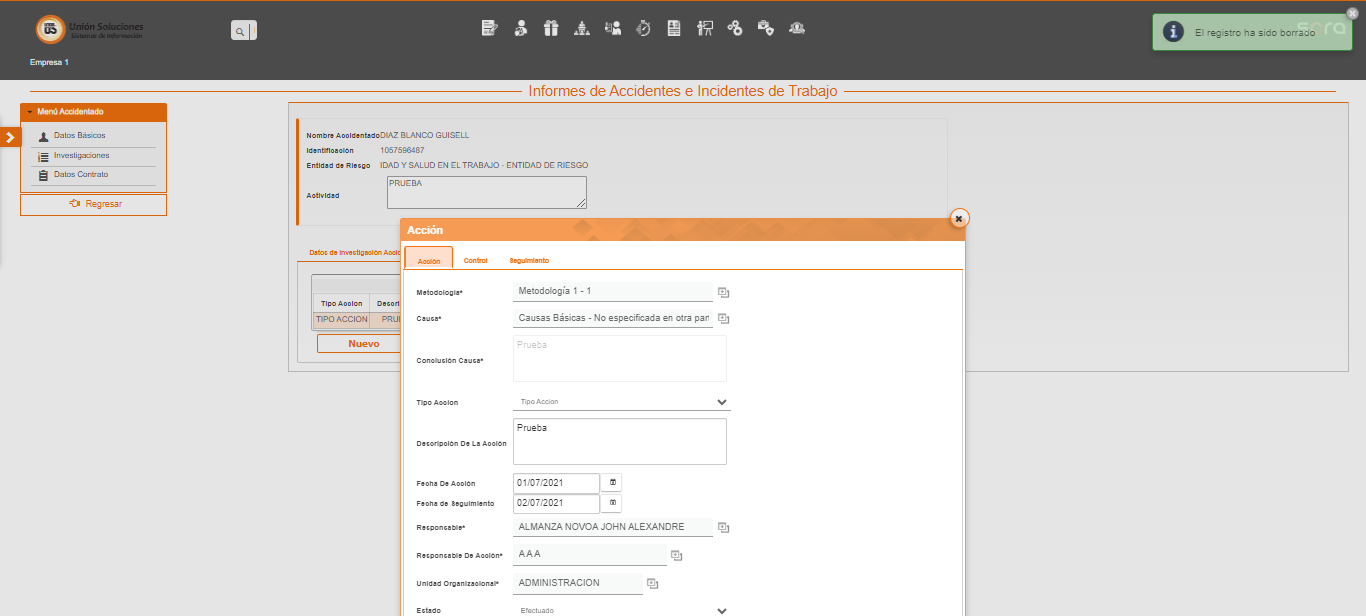 Unión Soluciones
Sistemas de Información
Empresa 1
El registro ha sido borrado
Informes de Accidentes e Incidentes de Trabajo
Menú Accidentado
Datos Básicos
Investigaciones
Datos Contrato
Regresar
Nombre Accidentado DIAZ BLANCO GUISELL
Identificación 1057596487
Entidad de Riesgo IDAD Y SALUD EN EL TRABAJO - ENTIDAD DE RIESGO
Actividad PRUEBA
Datos de Investigación Acci
Tipo Accion Descri
TIPO ACCION PRU
Nuevo
Acción
Acción Control Seguimiento
Metodología* Metodología 1 - 1
Causa* Causas Básicas - No especificada en otra part
Conclusión Causa* Prueba
Tipo Accion Tipo Accion
Descripción De La Acción Prueba
Fecha De Acción 01/07/2021
Fecha de Seguimiento 02/07/2021
Responsable* ALMANZA NOVOA JOHN ALEXANDRE
Responsable De Acción* A A A
Unidad Organizacional* ADMINISTRACION
Estado Efectuado